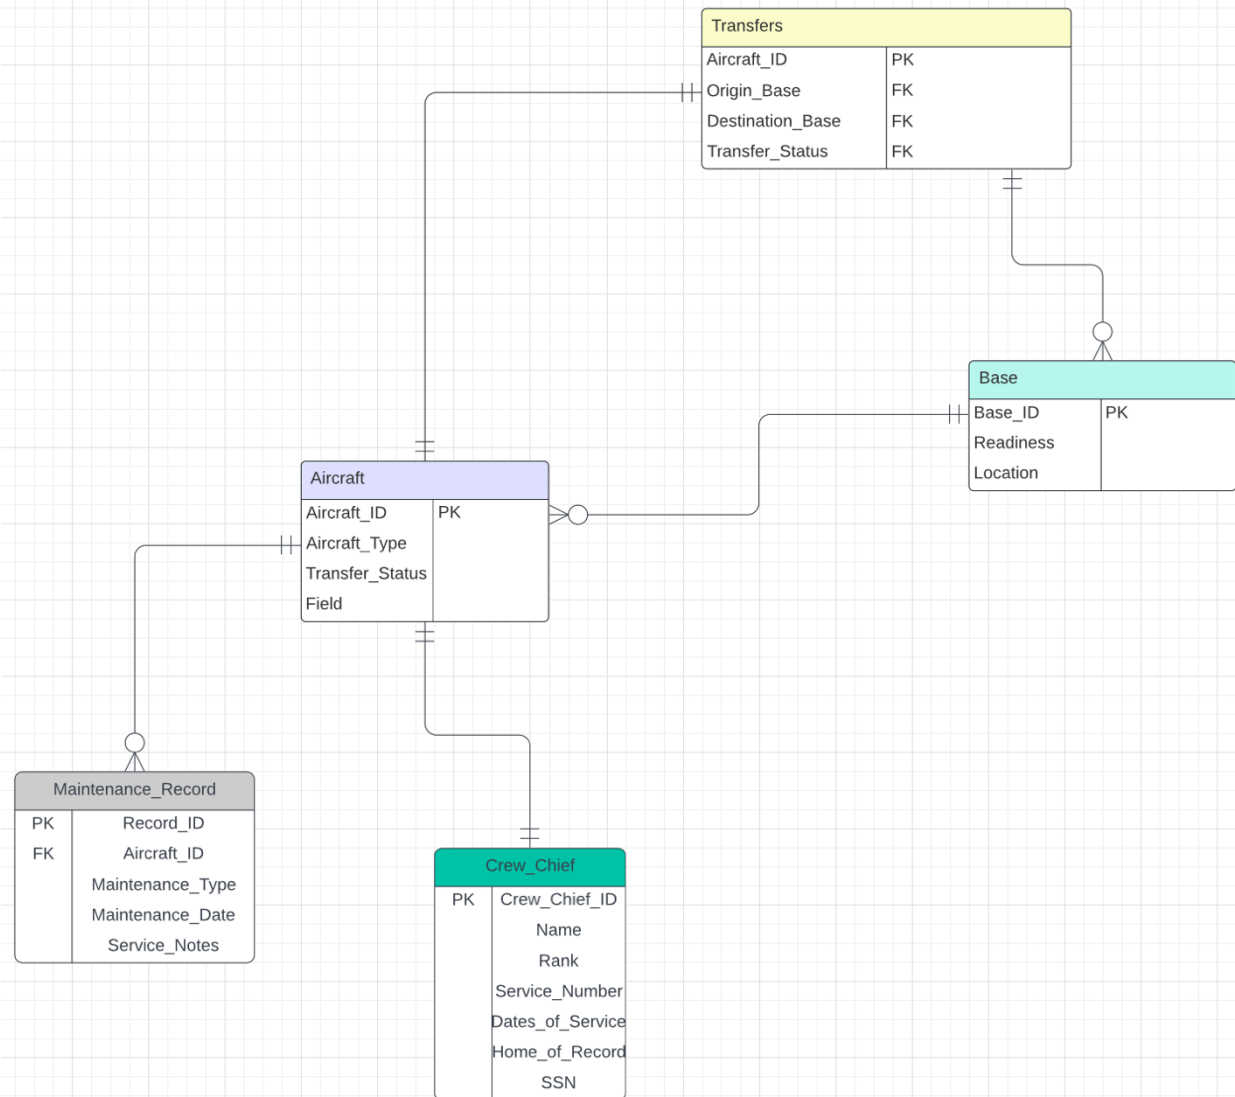 Transfers
Aircraft_ID PK
Origin_Base FK
Destination_Base FK
Transfer_Status FK
Base
Base_ID PK
Readiness
Location
Aircraft
Aircraft_ID PK
Aircraft_Type
Transfer_Status
Field
Maintenance_Record
PK Record_ID
FK Aircraft_ID
Maintenance_Type
Maintenance_Date
Service_Notes
Crew_Chief
PK Crew_Chief_ID
Name
Rank
Service_Number
Dates_of_Service
Home_of_Record
SSN